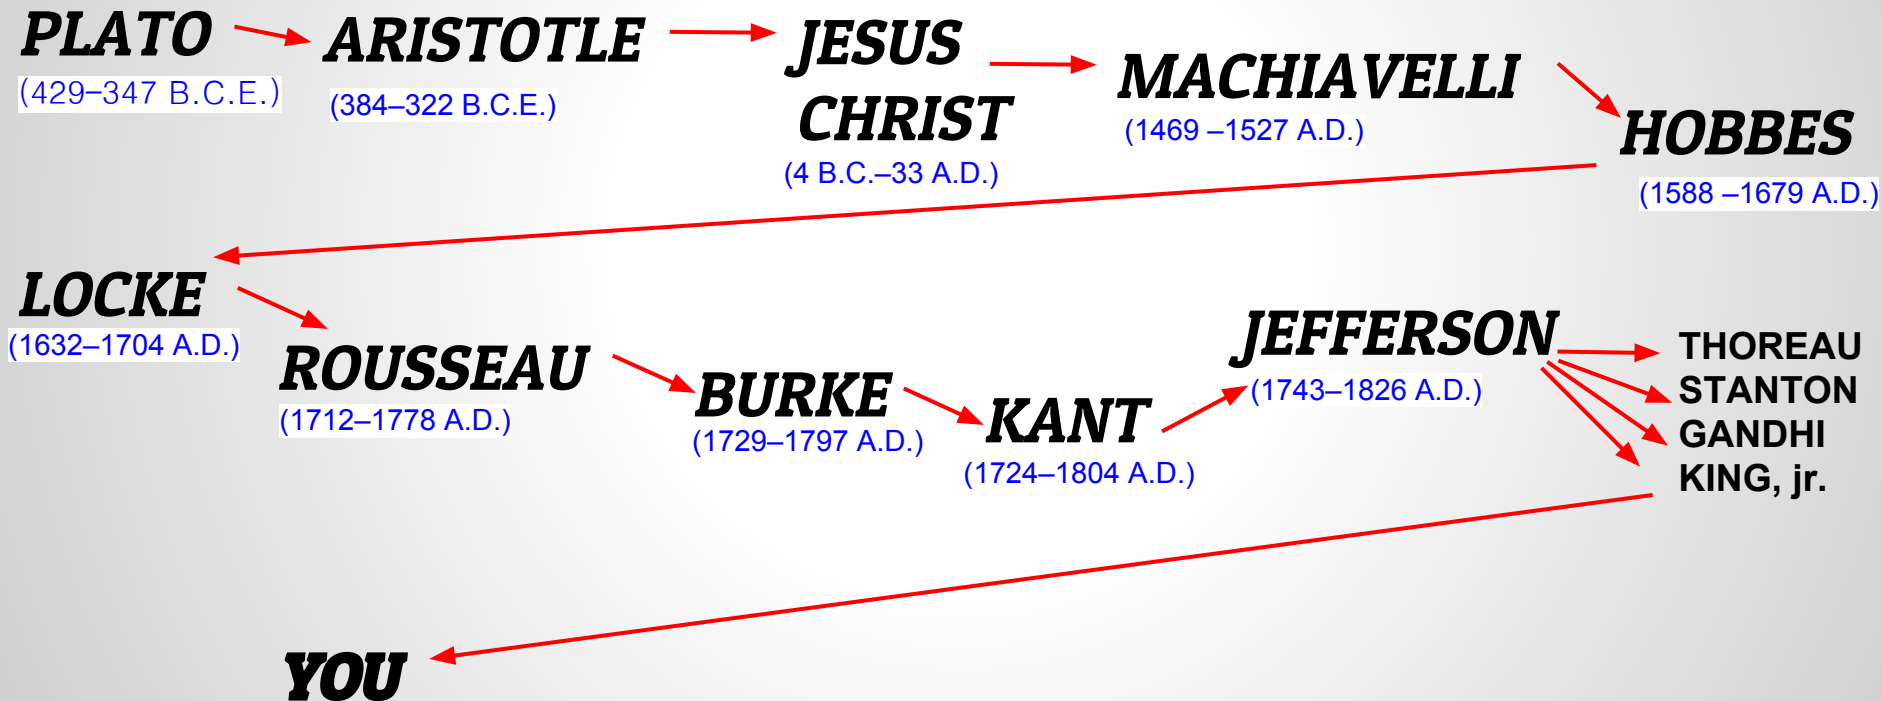 PLATO
(429–347 B.C.E.)
ARISTOTLE
(384–322 B.C.E.)
JESUS
CHRIST
(4 B.C.–33 A.D.)
MACHIAVELLI
(1469 –1527 A.D.)
HOBBES
(1588 –1679 A.D.)
LOCKE
(1632–1704 A.D.)
ROUSSEAU
(1712–1778 A.D.)
BURKE
(1729–1797 A.D.)
KANT
(1724–1804 A.D.)
JEFFERSON
(1743–1826 A.D.)
THOREAU
STANTON
GANDHI
KING, jr.
YOU